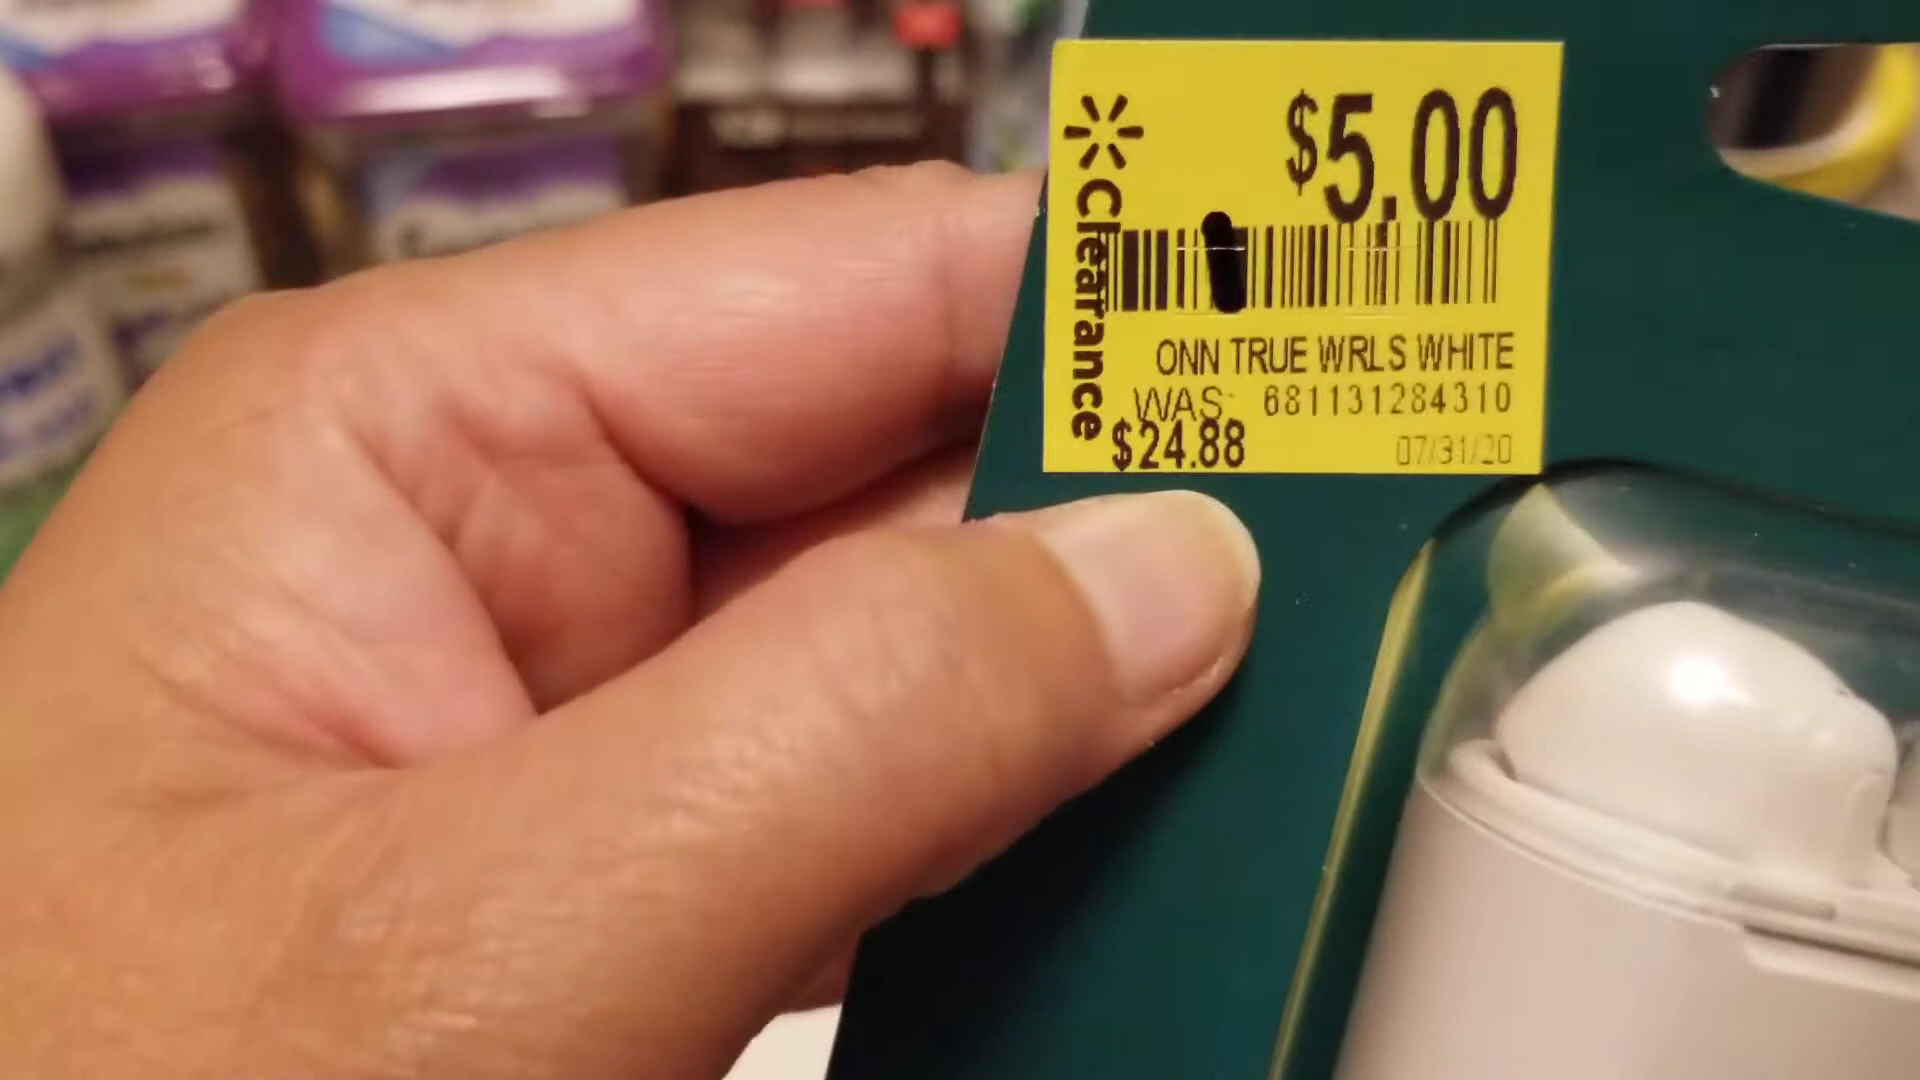 $5.00
Clearance
ONN TRUE WRLS WHITE
WAS: 681131284310
$24.88 07/31/20